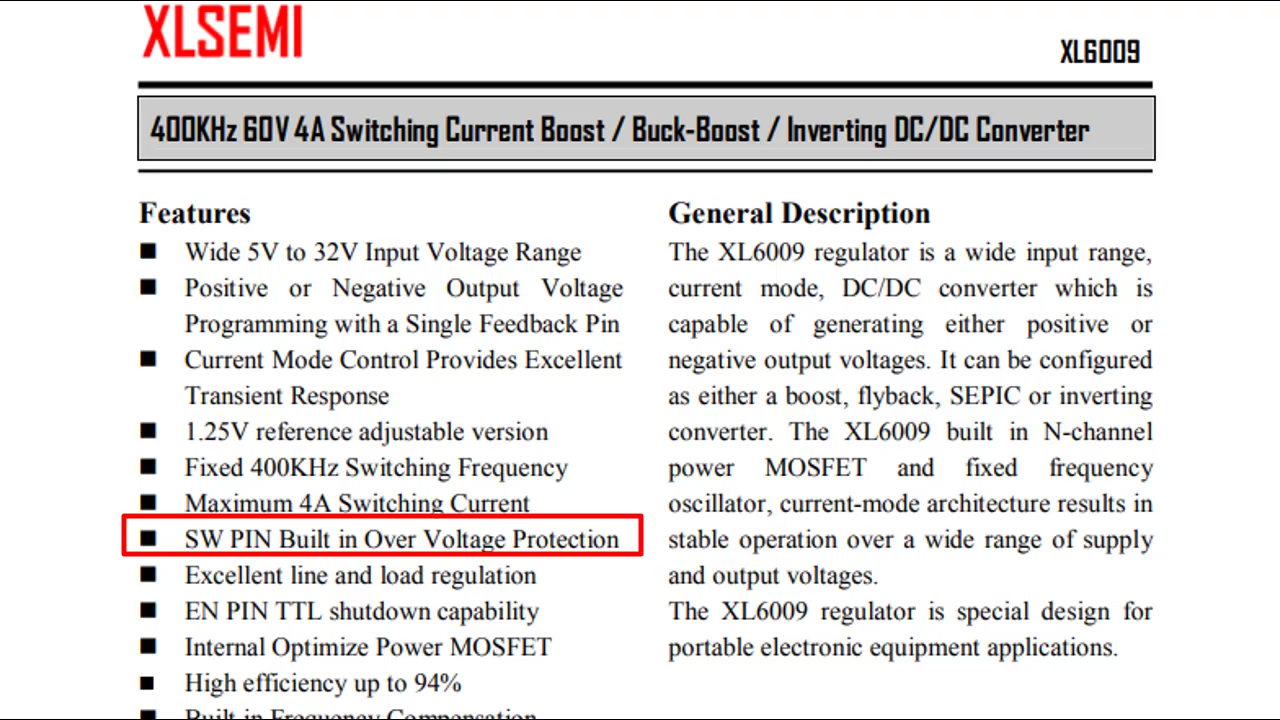 XLSEMI
XL6009
400KHz 60V 4A Switching Current Boost / Buck-Boost / Inverting DC/DC Converter
Features
■ Wide 5V to 32V Input Voltage Range
■ Positive or Negative Output Voltage
Programming with a Single Feedback Pin
■ Current Mode Control Provides Excellent
Transient Response
■ 1.25V reference adjustable version
■ Fixed 400KHz Switching Frequency
■ Maximum 4A Switching Current
■ SW PIN Built in Over Voltage Protection
■ Excellent line and load regulation
■ EN PIN TTL shutdown capability
■ Internal Optimize Power MOSFET
■ High efficiency up to 94%
■ Built in Frequency Compensation
General Description
The XL6009 regulator is a wide input range,
current mode, DC/DC converter which is
capable of generating either positive or
negative output voltages. It can be configured
as either a boost, flyback, SEPIC or inverting
converter. The XL6009 built in N-channel
power MOSFET and fixed frequency
oscillator, current-mode architecture results in
stable operation over a wide range of supply
and output voltages.
The XL6009 regulator is special design for
portable electronic equipment applications.